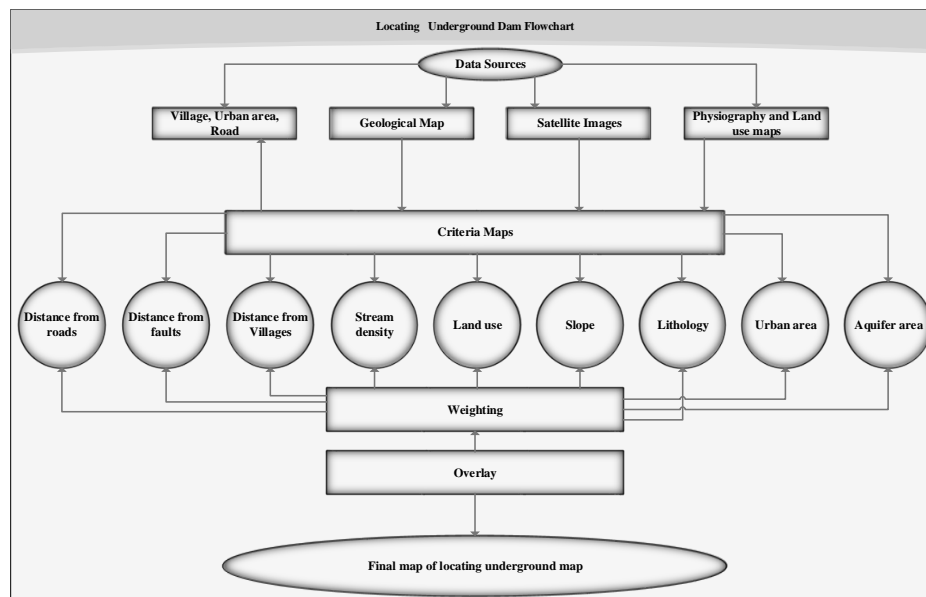 Locating Underground Dam Flowchart
Data Sources
Village, Urban area,
Road
Geological Map
Satellite Images
Physiography and Land
use maps
Criteria Maps
Distance from
roads
Distance from
faults
Distance from
Villages
Stream
density
Land use
Slope
Lithology
Urban area
Aquifer area
Weighting
Overlay
Final map of locating underground map